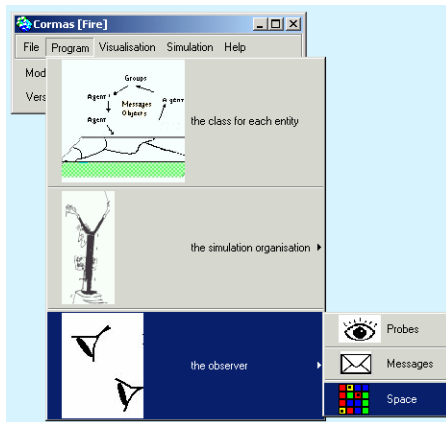 Cormas [Fire]
File Program Visualisation Simulation Help
Mod
Vers
Groups
Agent
Agent
Messages
Objects
Agent
the class for each entity
the simulation organisation
the observer
Probes
Messages
Space